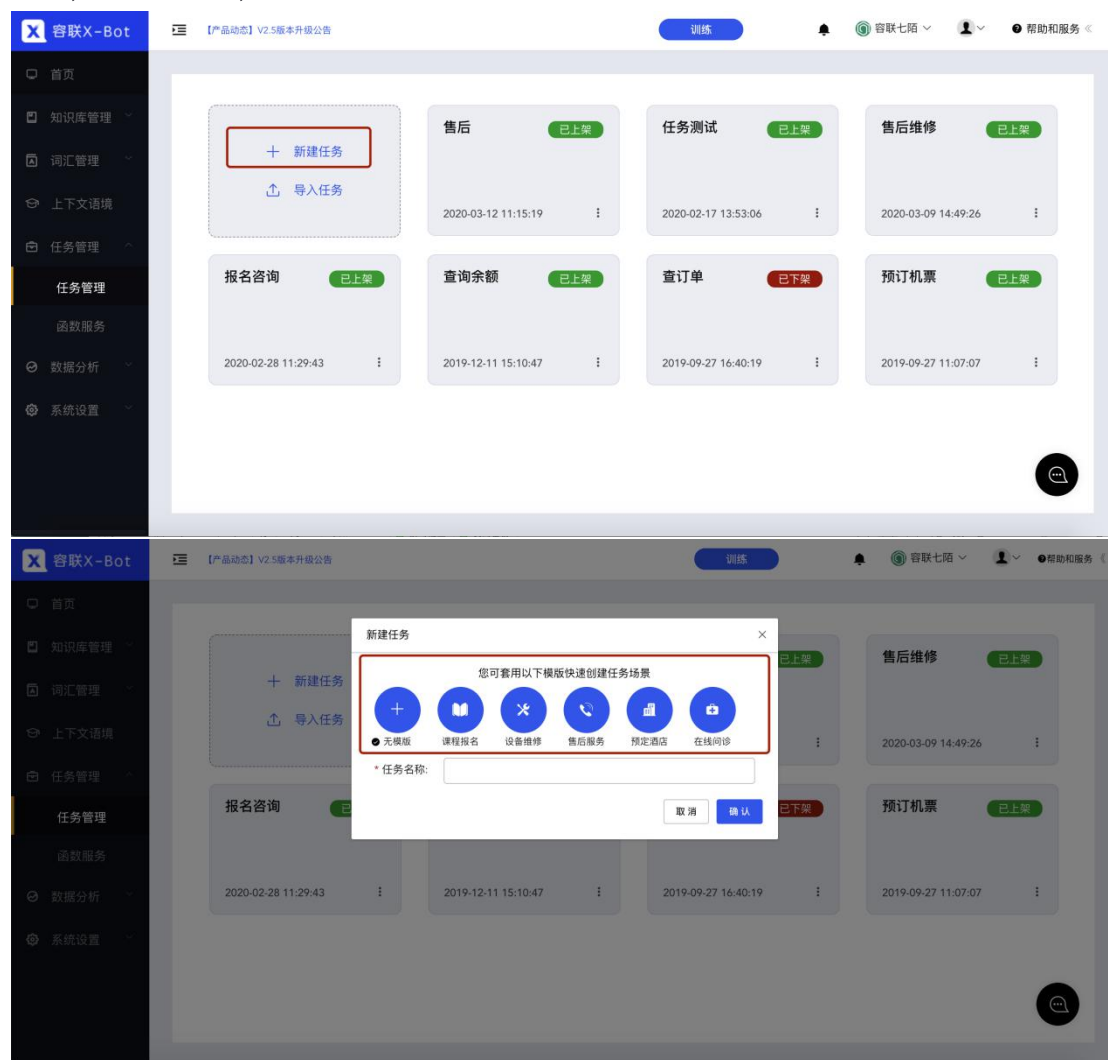 容联X-Bot
【产品动态】V2.5版本升级公告
训练
容联七陌
帮助和服务
首页
知识库管理
词汇管理
上下文语境
任务管理
任务管理
函数服务
数据分析
系统设置
新建任务
导入任务
售后
已上架
2020-03-12 11:15:19
任务测试
已上架
2020-02-17 13:53:06
售后维修
已上架
2020-03-09 14:49:26
报名咨询
已上架
2020-02-28 11:29:43
查询余额
已上架
2019-12-11 15:10:47
查订单
已下架
2019-09-27 16:40:19
预订机票
已上架
2019-09-27 11:07:07
容联X-Bot
【产品动态】V2.5版本升级公告
训练
容联七陌
帮助和服务
首页
知识库管理
词汇管理
上下文语境
任务管理
任务管理
函数服务
数据分析
系统设置
新建任务
导入任务
新建任务
您可套用以下模版快速创建任务场景
无模版
课程报名
设备维修
售后服务
预定酒店
在线问诊
* 任务名称:
取 消
确 认
已上架
售后维修
已上架
2020-03-09 14:49:26
报名咨询
2020-02-28 11:29:43
2019-12-11 15:10:47
已下架
2019-09-27 16:40:19
预订机票
已上架
2019-09-27 11:07:07